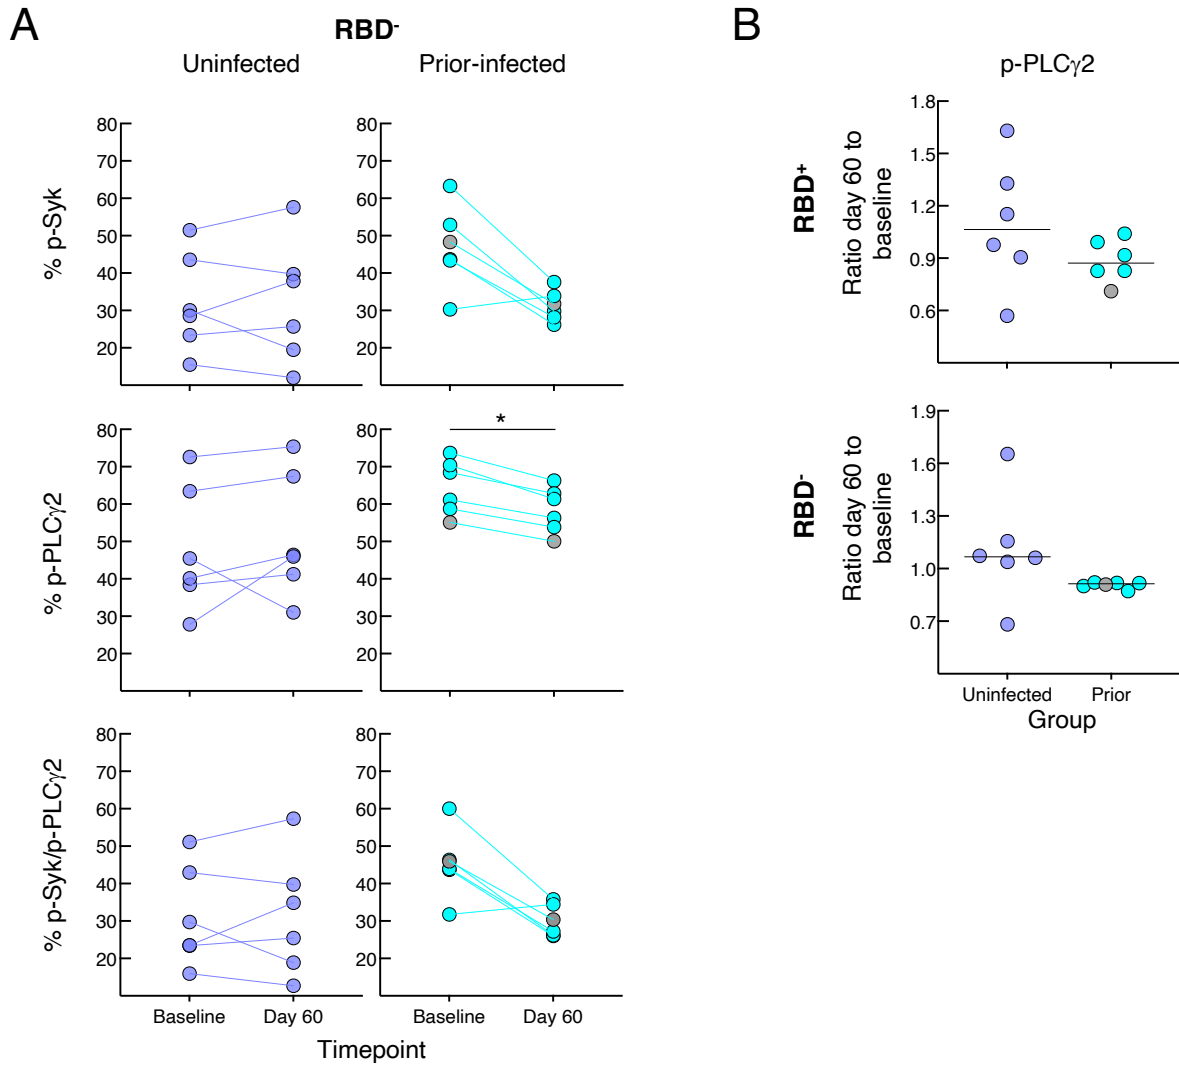 A
RBD-
Uninfected
Prior-infected
% p-Syk
80
70
60
50
40
30
20
80
70
60
50
40
30
20
% p-PLCγ2
80
70
60
50
40
30
20
80
70
60
50
40
30
20
*
% p-Syk/p-PLCγ2
80
70
60
50
40
30
20
80
70
60
50
40
30
20
Baseline
Day 60
Baseline
Day 60
Timepoint
B
p-PLCγ2
RBD+
Ratio day 60 to
baseline
1.8
1.5
1.2
0.9
0.6
RBD-
Ratio day 60 to
baseline
1.9
1.6
1.3
1.0
0.7
Uninfected
Prior
Group